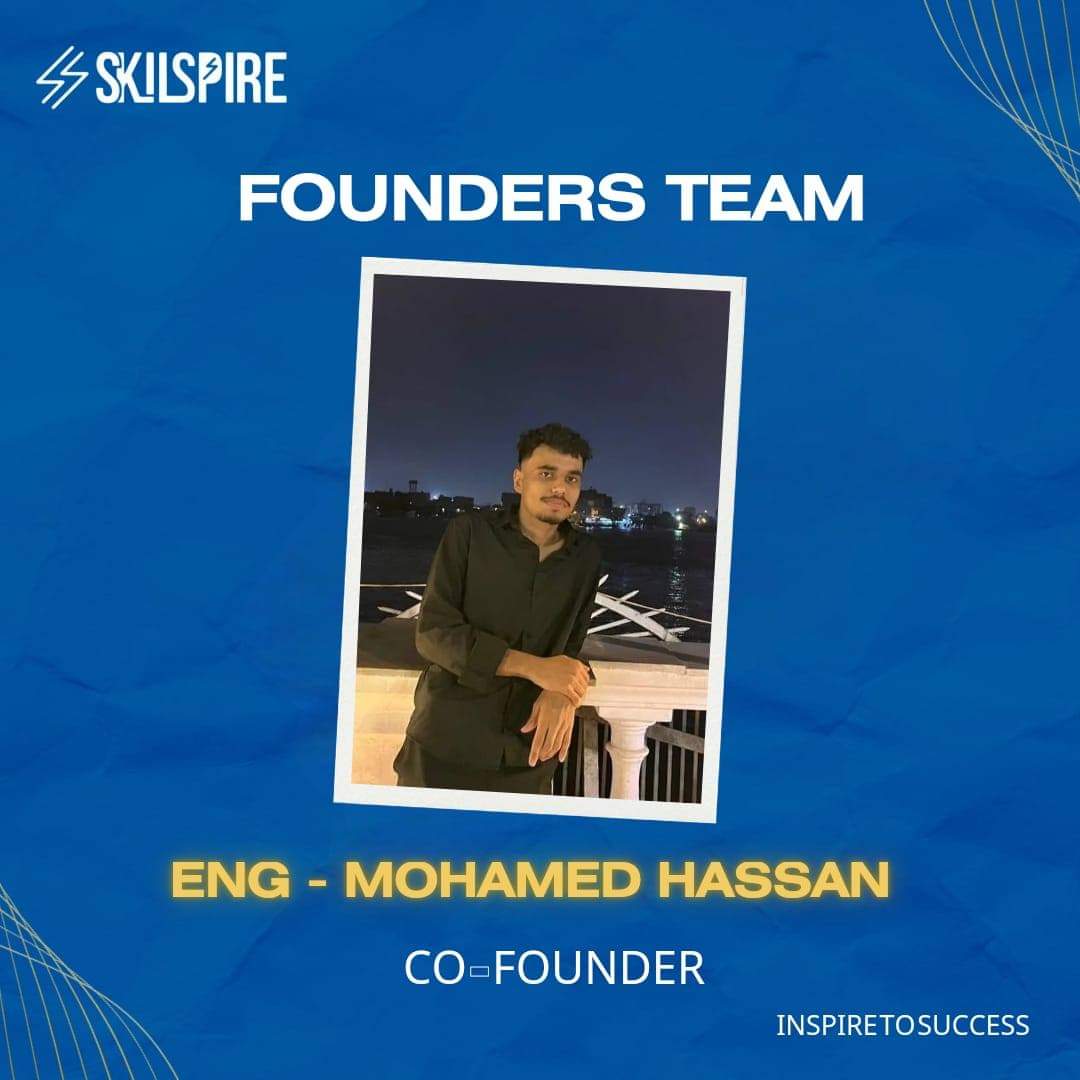 SKILSPIRE
FOUNDERS TEAM
ENG - MOHAMED HASSAN
CO▭FOUNDER
INSPIRETOSUCCESS